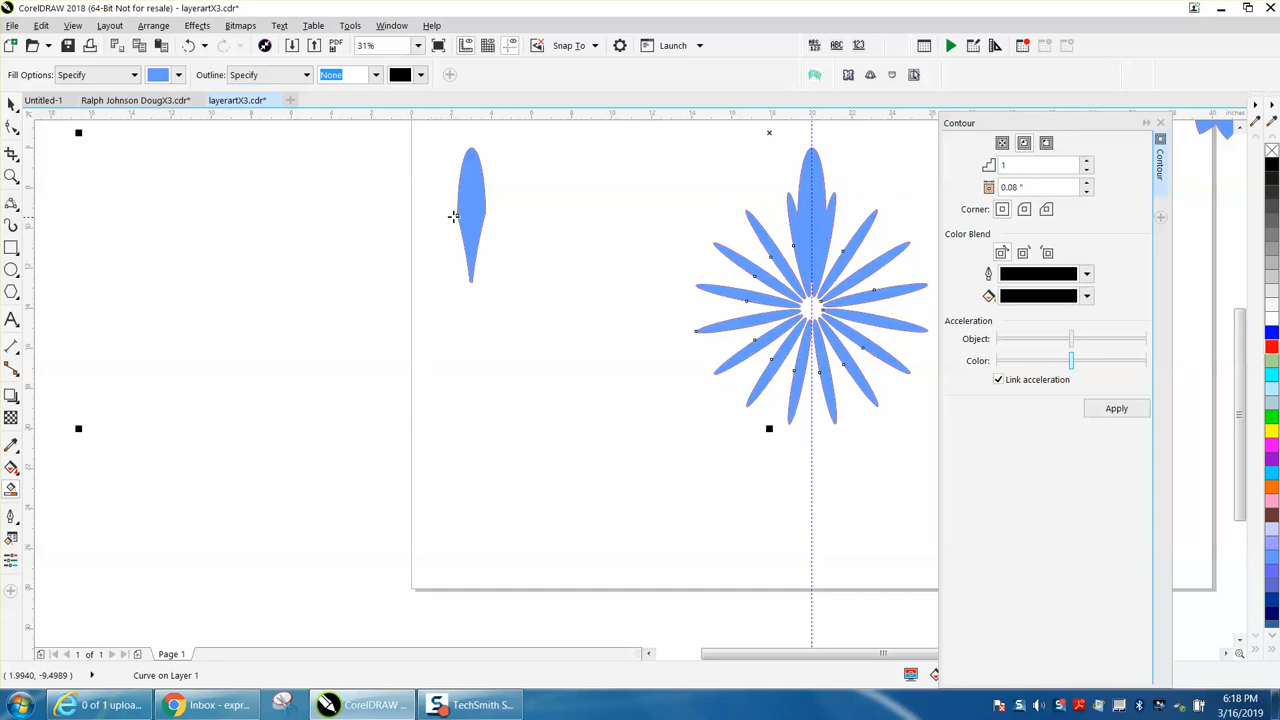 CorelDRAW 2018 (64-Bit Not for resale) - layerartX3.cdr*
File Edit View Layout Arrange Effects Bitmaps Text Table Tools Window Help
PDF 31% Snap To Launch
Fill Options: Specify Outline: Specify None
Untitled-1 Ralph Johnson DougX3.cdr* layerartX3.cdr*
inches
Contour
Contour
1
0.08 "
Corner:
Color Blend
Acceleration
Object:
Color:
Link acceleration
Apply
1 of 1 Page 1
(1.9940, -9.4989) Curve on Layer 1
0 of 1 uploa... Inbox - expr... CorelDRAW ... TechSmith S...
6:18 PM
3/16/2019